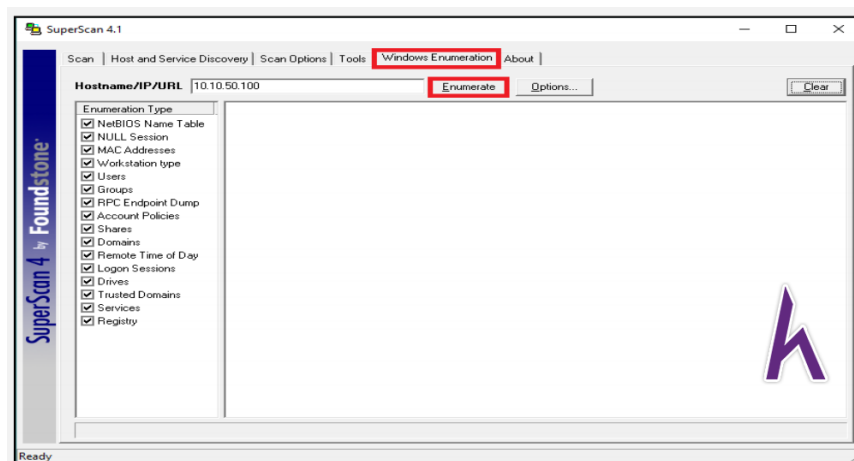 SuperScan 4.1
Scan Host and Service Discovery Scan Options Tools Windows Enumeration About
Hostname/IP/URL 10.10.50.100 Enumerate Options... Clear
Enumeration Type
NetBIOS Name Table
NULL Session
MAC Addresses
Workstation type
Users
Groups
RPC Endpoint Dump
Account Policies
Shares
Domains
Remote Time of Day
Logon Sessions
Drives
Trusted Domains
Services
Registry
SuperScan 4 by Foundstone
h
Ready